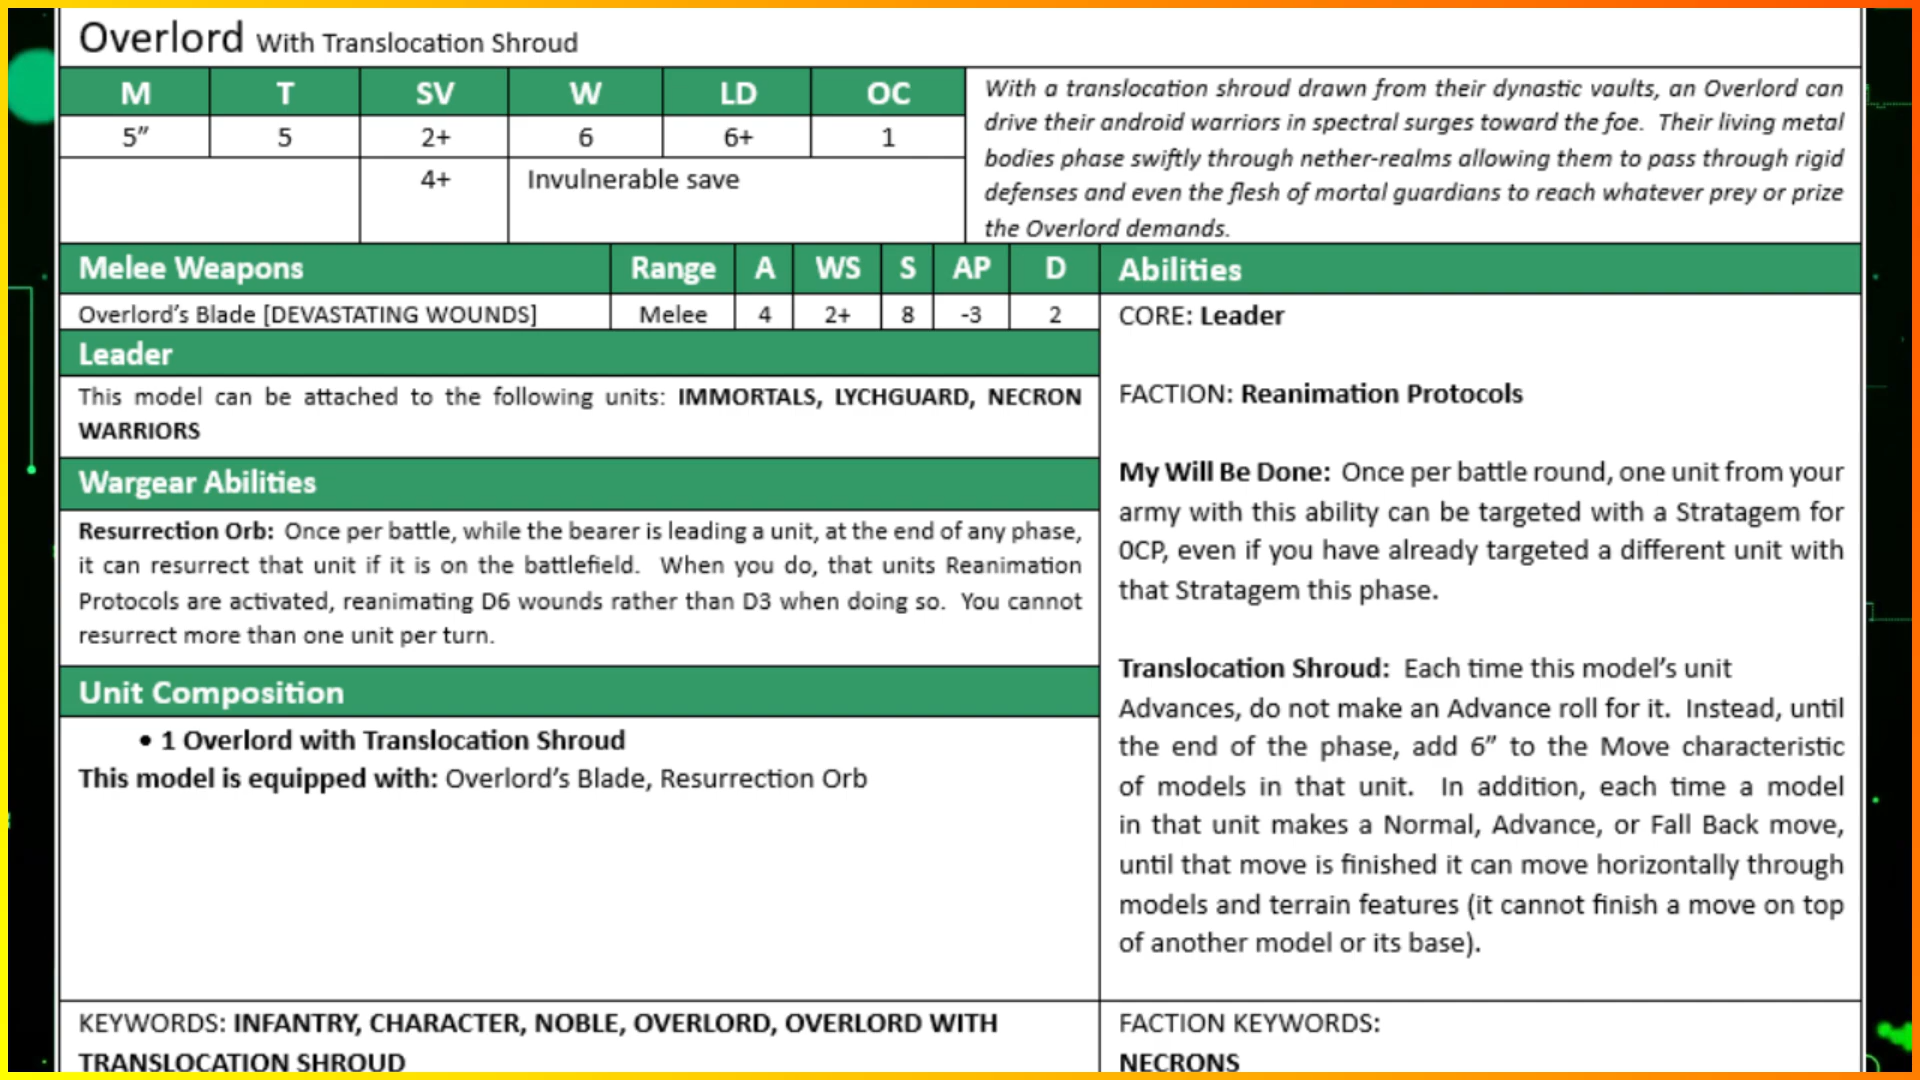 Overlord With Translocation Shroud
M T SV W LD OC
5” 5 2+ 6 6+ 1
4+ Invulnerable save
With a translocation shroud drawn from their dynastic vaults, an Overlord can
drive their android warriors in spectral surges toward the foe. Their living metal
bodies phase swiftly through nether-realms allowing them to pass through rigid
defenses and even the flesh of mortal guardians to reach whatever prey or prize
the Overlord demands.
Melee Weapons Range A WS S AP D
Overlord’s Blade [DEVASTATING WOUNDS] Melee 4 2+ 8 -3 2
Leader
This model can be attached to the following units: IMMORTALS, LYCHGUARD, NECRON
WARRIORS
Wargear Abilities
Resurrection Orb: Once per battle, while the bearer is leading a unit, at the end of any phase,
it can resurrect that unit if it is on the battlefield. When you do, that units Reanimation
Protocols are activated, reanimating D6 wounds rather than D3 when doing so. You cannot
resurrect more than one unit per turn.
Unit Composition
• 1 Overlord with Translocation Shroud
This model is equipped with: Overlord’s Blade, Resurrection Orb
Abilities
CORE: Leader
FACTION: Reanimation Protocols
My Will Be Done: Once per battle round, one unit from your
army with this ability can be targeted with a Stratagem for
0CP, even if you have already targeted a different unit with
that Stratagem this phase.
Translocation Shroud: Each time this model’s unit
Advances, do not make an Advance roll for it. Instead, until
the end of the phase, add 6” to the Move characteristic
of models in that unit. In addition, each time a model
in that unit makes a Normal, Advance, or Fall Back move,
until that move is finished it can move horizontally through
models and terrain features (it cannot finish a move on top
of another model or its base).
KEYWORDS: INFANTRY, CHARACTER, NOBLE, OVERLORD, OVERLORD WITH
TRANSLOCATION SHROUD
FACTION KEYWORDS:
NECRONS